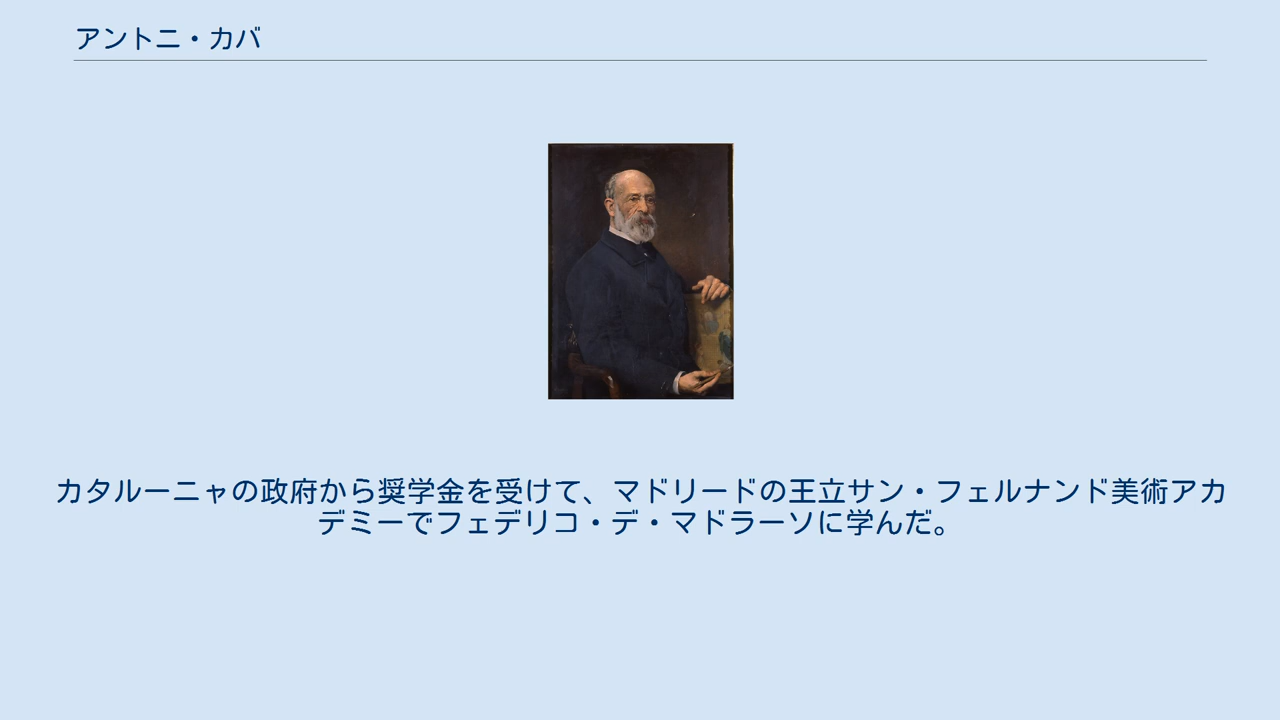 アントニ・カバ
カタルーニャの政府から奨学金を受けて、マドリードの王立サン・フェルナンド美術アカ
デミーでフェデリコ・デ・マドラーソに学んだ。